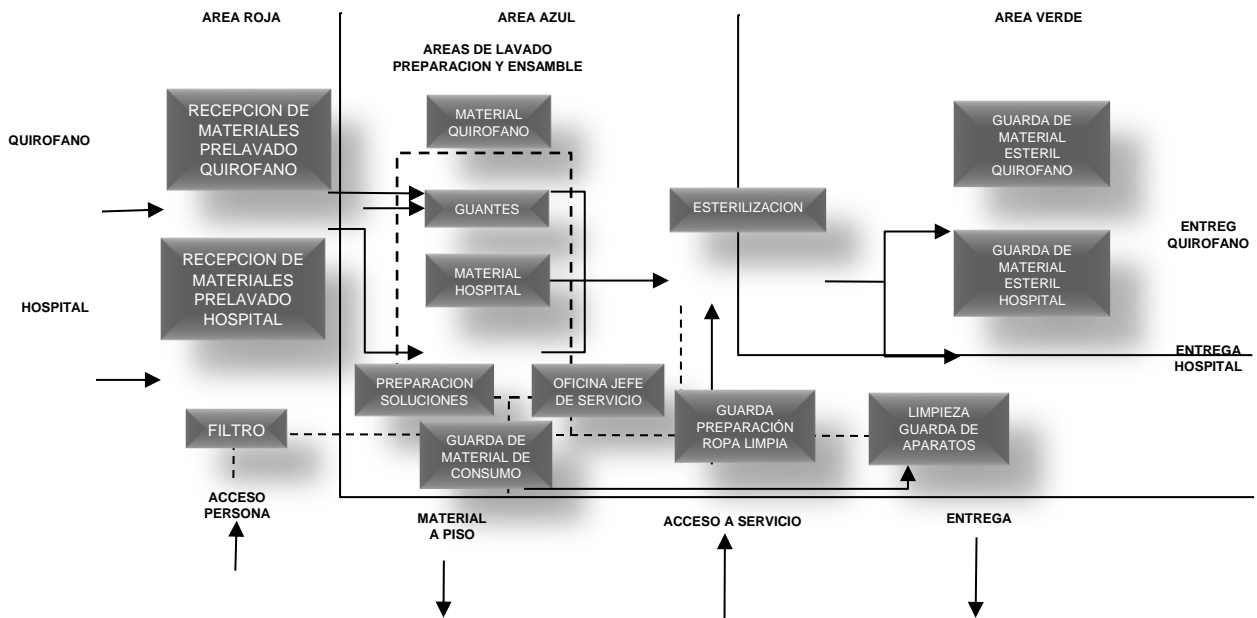 AREA ROJA
AREA AZUL
AREA VERDE
AREAS DE LAVADO
PREPARACION Y ENSAMBLE
QUIROFANO
RECEPCION DE
MATERIALES
PRELAVADO
QUIROFANO
MATERIAL
QUIROFANO
GUARDA DE
MATERIAL
ESTERIL
QUIROFANO
GUANTES
ESTERILIZACION
ENTREG
QUIROFANO
HOSPITAL
RECEPCION DE
MATERIALES
PRELAVADO
HOSPITAL
MATERIAL
HOSPITAL
GUARDA DE
MATERIAL
ESTERIL
HOSPITAL
ENTREGA
HOSPITAL
PREPARACION
SOLUCIONES
OFICINA JEFE
DE SERVICIO
FILTRO
GUARDA DE
MATERIAL DE
CONSUMO
GUARDA
PREPARACIÓN
ROPA LIMPIA
LIMPIEZA
GUARDA DE
APARATOS
ACCESO
PERSONA
MATERIAL
A PISO
ACCESO A SERVICIO
ENTREGA